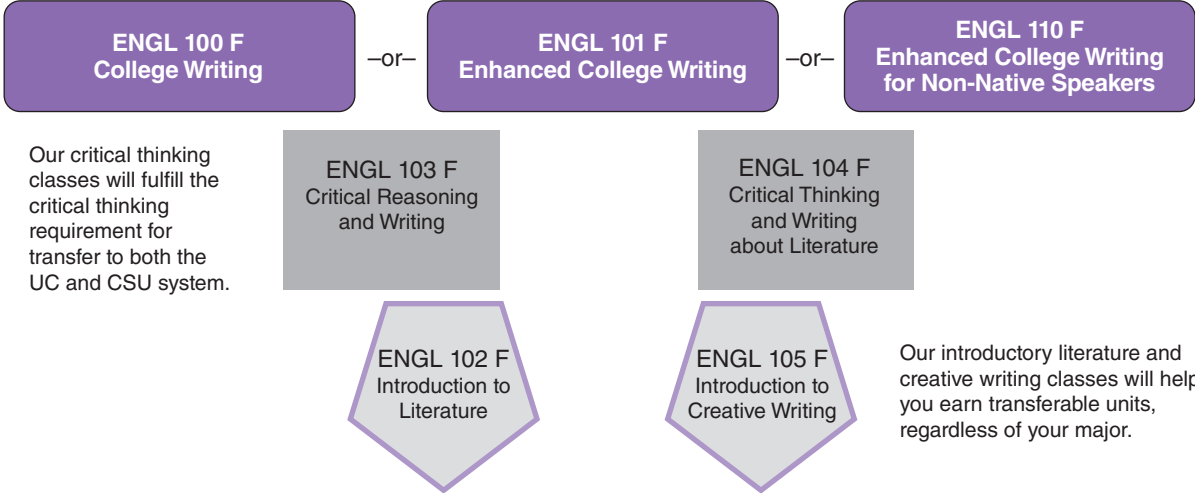 ENGL 100 F
College Writing
–or–
ENGL 101 F
Enhanced College Writing
–or–
ENGL 110 F
Enhanced College Writing
for Non-Native Speakers
Our critical thinking
classes will fulfill the
critical thinking
requirement for
transfer to both the
UC and CSU system.
ENGL 103 F
Critical Reasoning
and Writing
ENGL 104 F
Critical Thinking
and Writing
about Literature
ENGL 102 F
Introduction to
Literature
ENGL 105 F
Introduction to
Creative Writing
Our introductory literature and
creative writing classes will help
you earn transferable units,
regardless of your major.